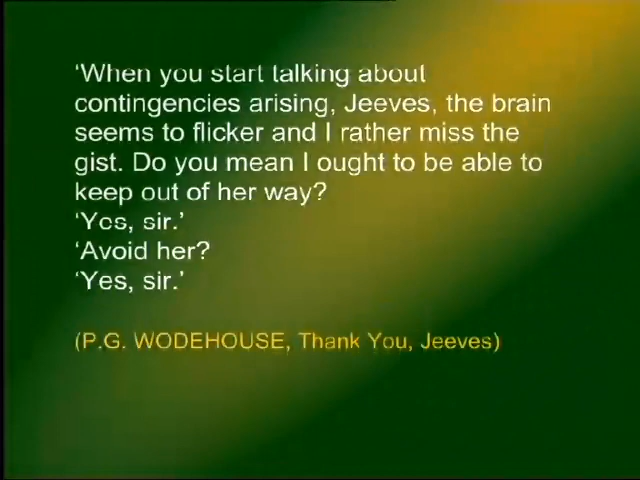 ‘When you start talking about
contingencies arising, Jeeves, the brain
seems to flicker and I rather miss the
gist. Do you mean I ought to be able to
keep out of her way?
‘Yes, sir.’
‘Avoid her?
‘Yes, sir.’
(P.G. WODEHOUSE, Thank You, Jeeves)